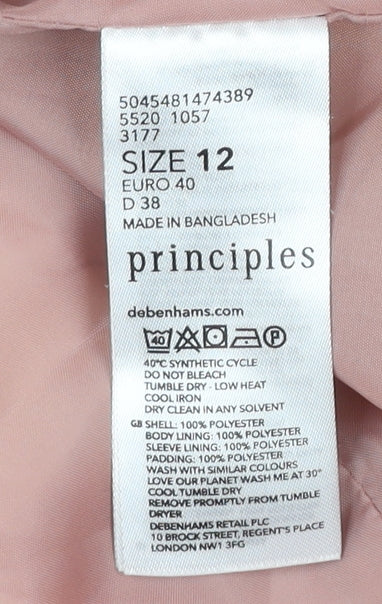 5045481474389
5520 1057
3177
SIZE 12
EURO 40
D 38
MADE IN BANGLADESH
principles
debenhams.com
40 P
40°C SYNTHETIC CYCLE
DO NOT BLEACH
TUMBLE DRY - LOW HEAT
COOL IRON
DRY CLEAN IN ANY SOLVENT
GB SHELL: 100% POLYESTER
BODY LINING: 100% POLYESTER
SLEEVE LINING: 100% POLYESTER
PADDING: 100% POLYESTER
WASH WITH SIMILAR COLOURS
LOVE OUR PLANET WASH ME AT 30°
COOL TUMBLE DRY
REMOVE PROMPTLY FROM TUMBLE
DRYER
DEBENHAMS RETAIL PLC
10 BROCK STREET, REGENT'S PLACE
LONDON NW1 3FG